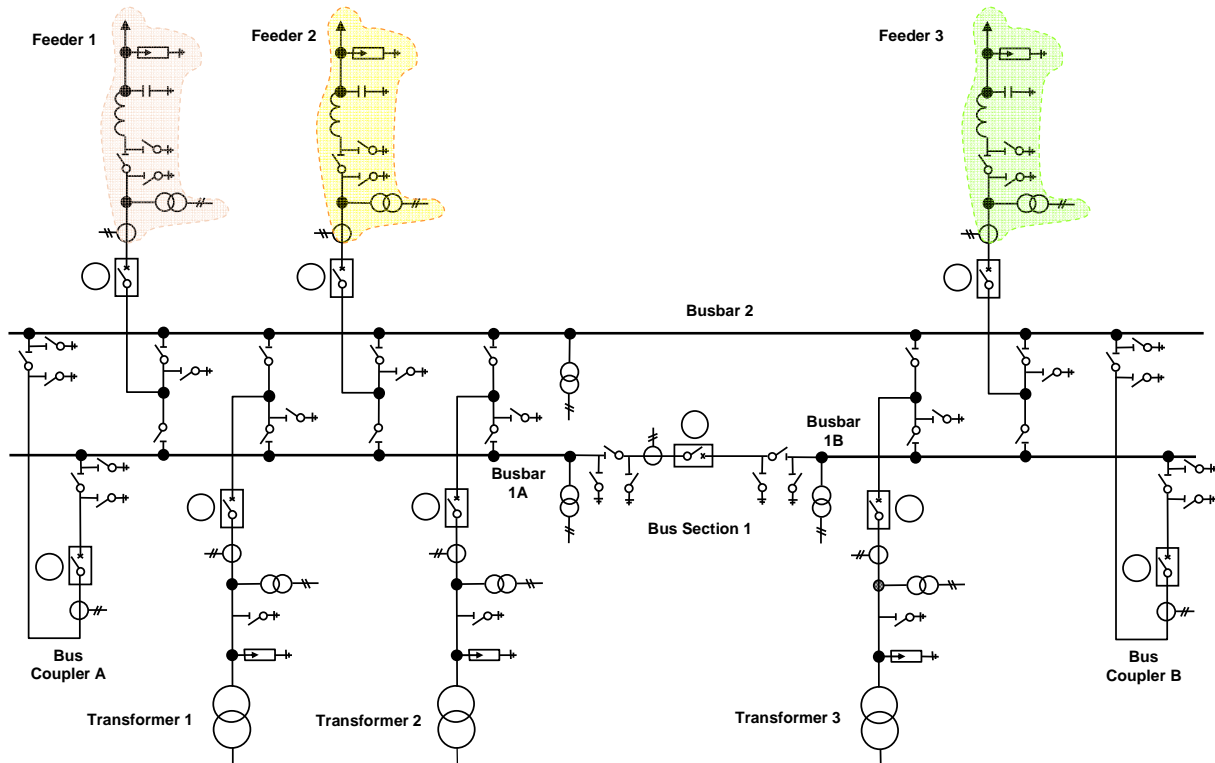 Feeder 1
Feeder 2
Feeder 3
Busbar 2
Busbar
1B
Busbar
1A
Bus Section 1
Bus
Coupler A
Bus
Coupler B
Transformer 1
Transformer 2
Transformer 3